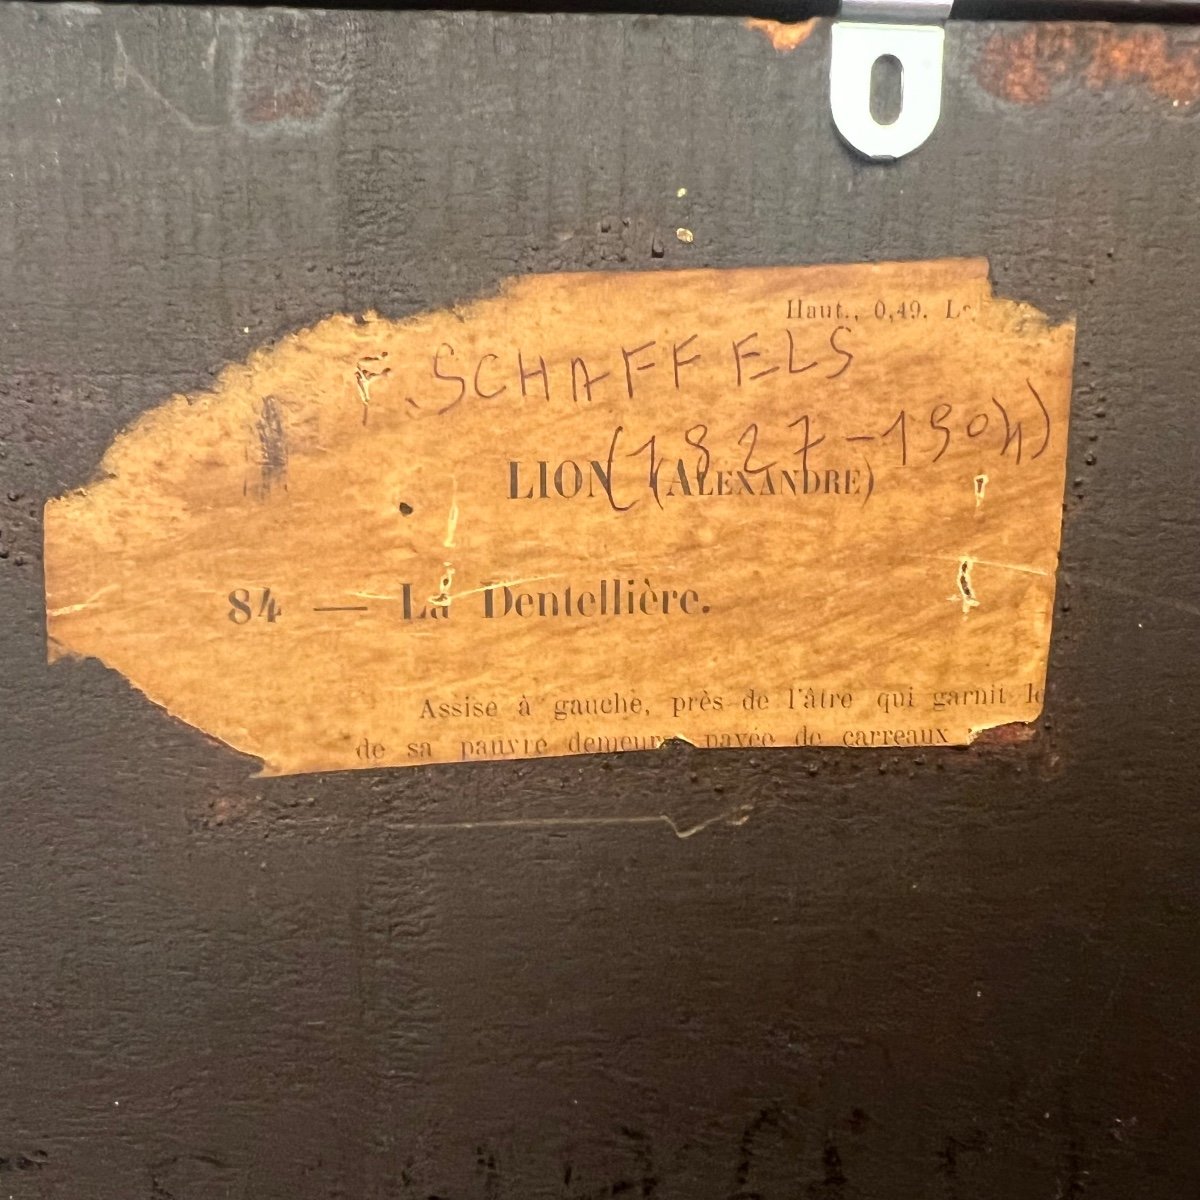 Haut., 0,49.
F. SCHAFFELS
(1827-1904)
LION (ALEXANDRE)
84 — La Dentellière.
Assise à gauche, près de l'âtre qui garnit le
de sa pauvre demeure pavée de carreaux